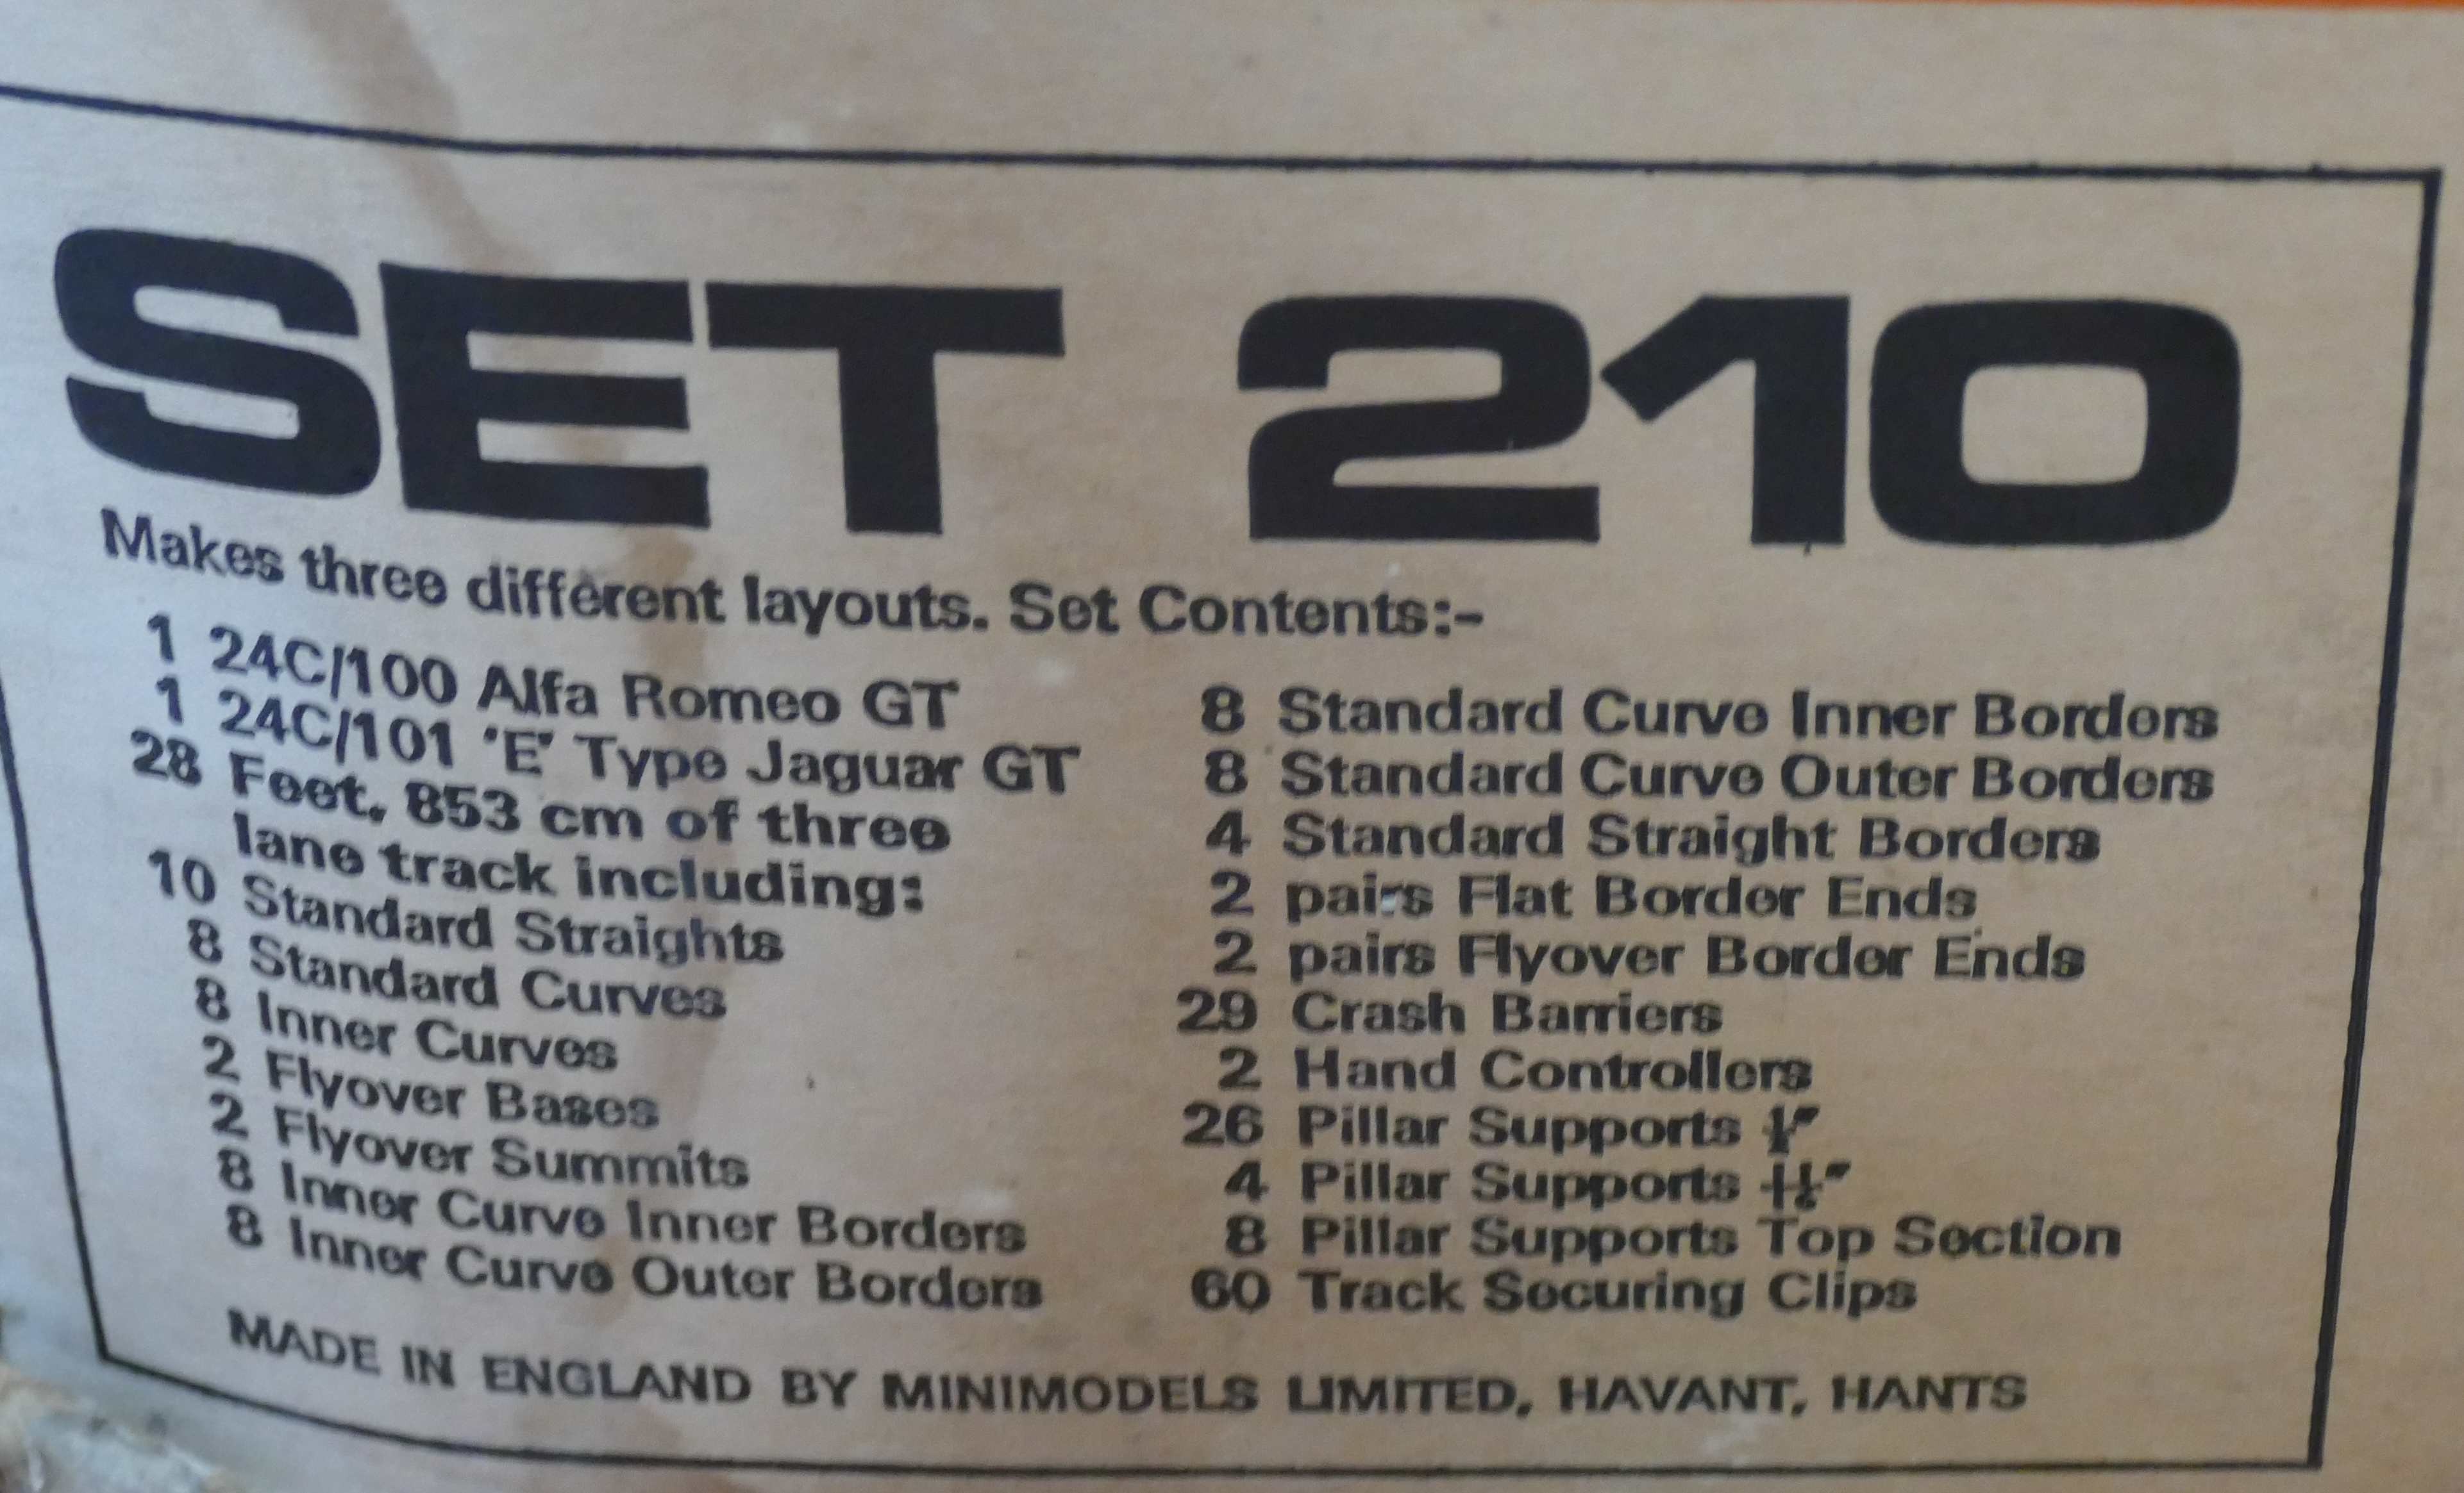 SET 210
Makes three different layouts. Set Contents:-
1 24C/100 Alfa Romeo GT
1 24C/101 'E' Type Jaguar GT
28 Feet, 853 cm of three
lane track including:
10 Standard Straights
8 Standard Curves
8 Inner Curves
2 Flyover Bases
2 Flyover Summits
8 Inner Curve Inner Borders
8 Inner Curve Outer Borders
8 Standard Curve Inner Borders
8 Standard Curve Outer Borders
4 Standard Straight Borders
2 pairs Flat Border Ends
2 pairs Flyover Border Ends
29 Crash Barriers
2 Hand Controllers
26 Pillar Supports
4 Pillar Supports
8 Pillar Supports Top Section
60 Track Securing Clips
MADE IN ENGLAND BY MINIMODELS LIMITED, HAVANT, HANTS